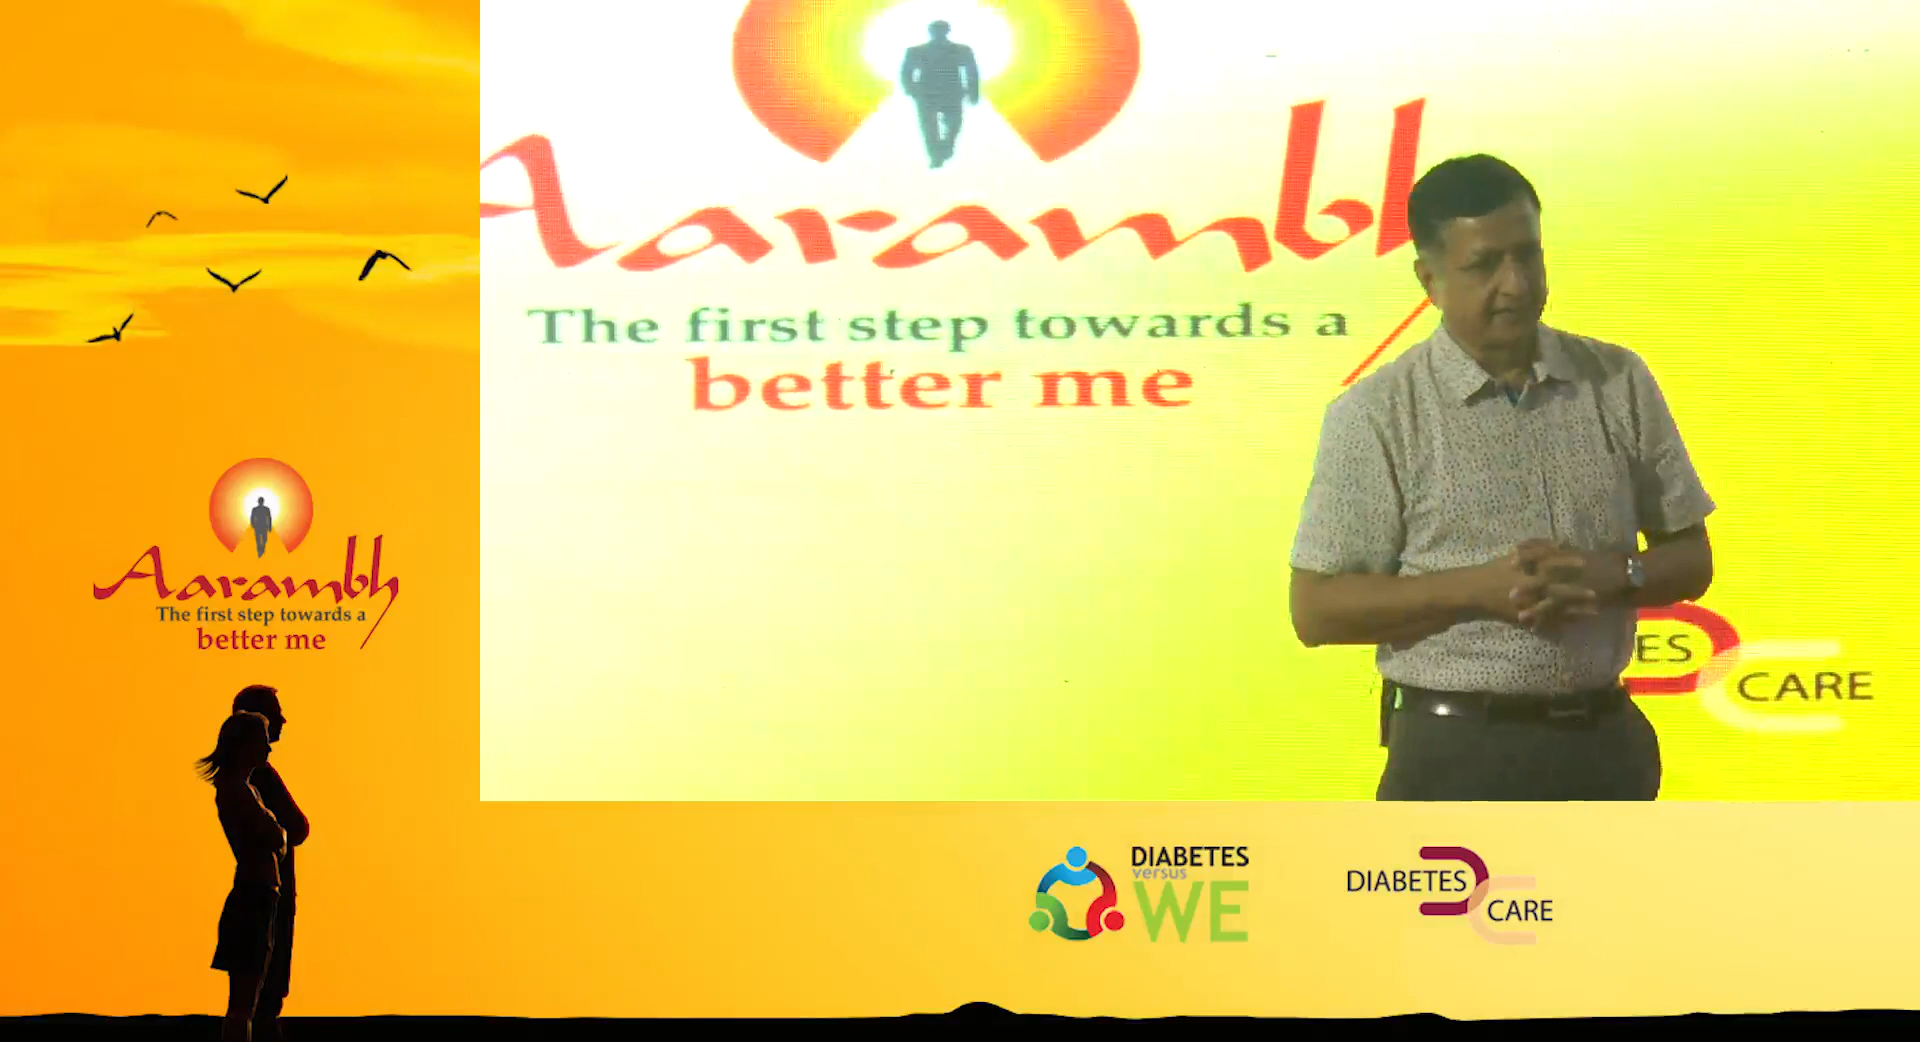 Aarambh
The first step towards a
better me
Aarambh
The first step towards a
better me
ES
CARE
DIABETES
versus
WE
DIABETES
CARE